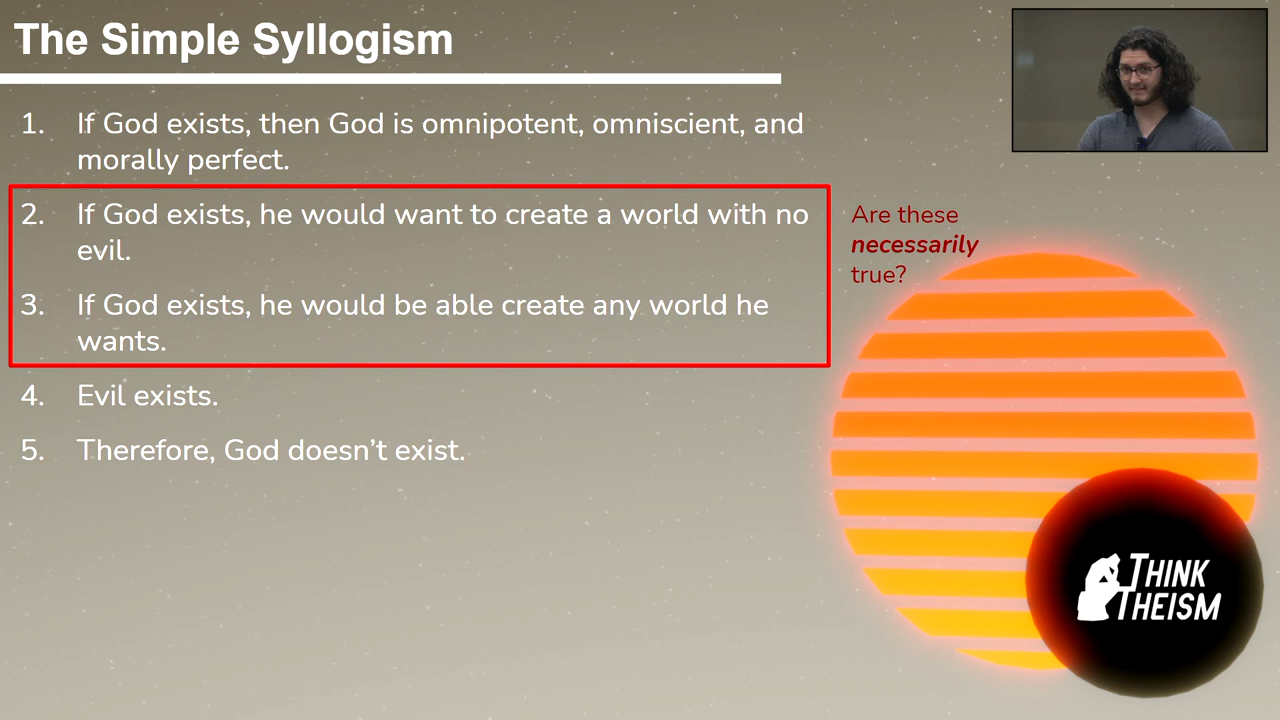 The Simple Syllogism
1. If God exists, then God is omnipotent, omniscient, and
morally perfect.
2. If God exists, he would want to create a world with no
evil.
3. If God exists, he would be able create any world he
wants.
4. Evil exists.
5. Therefore, God doesn’t exist.
Are these
necessarily
true?
THINK
THEISM